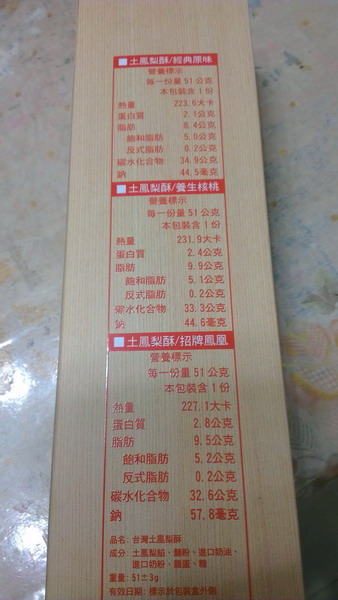 土鳳梨酥/經典原味
營養標示
每一份量51公克
本包裝含1份
熱量 223.6大卡
蛋白質 2.1公克
脂肪 8.4公克
飽和脂肪 5.0公克
反式脂肪 0.2公克
碳水化合物 34.9公克
鈉 44.5毫克
土鳳梨酥/養生核桃
營養標示
每一份量51公克
本包裝含1份
熱量 231.9大卡
蛋白質 2.4公克
脂肪 9.9公克
飽和脂肪 5.1公克
反式脂肪 0.2公克
碳水化合物 33.3公克
鈉 44.6毫克
土鳳梨酥/招牌鳳凰
營養標示
每一份量51公克
本包裝含1份
熱量 227.1大卡
蛋白質 2.8公克
脂肪 9.5公克
飽和脂肪 5.2公克
反式脂肪 0.2公克
碳水化合物 32.6公克
鈉 57.8毫克
品名: 台灣土鳳梨酥
成分: 土鳳梨餡、麵粉、進口奶油、
進口奶粉、雞蛋、糖
重量: 51±3g
有效日期: 標示於包裝盒外側